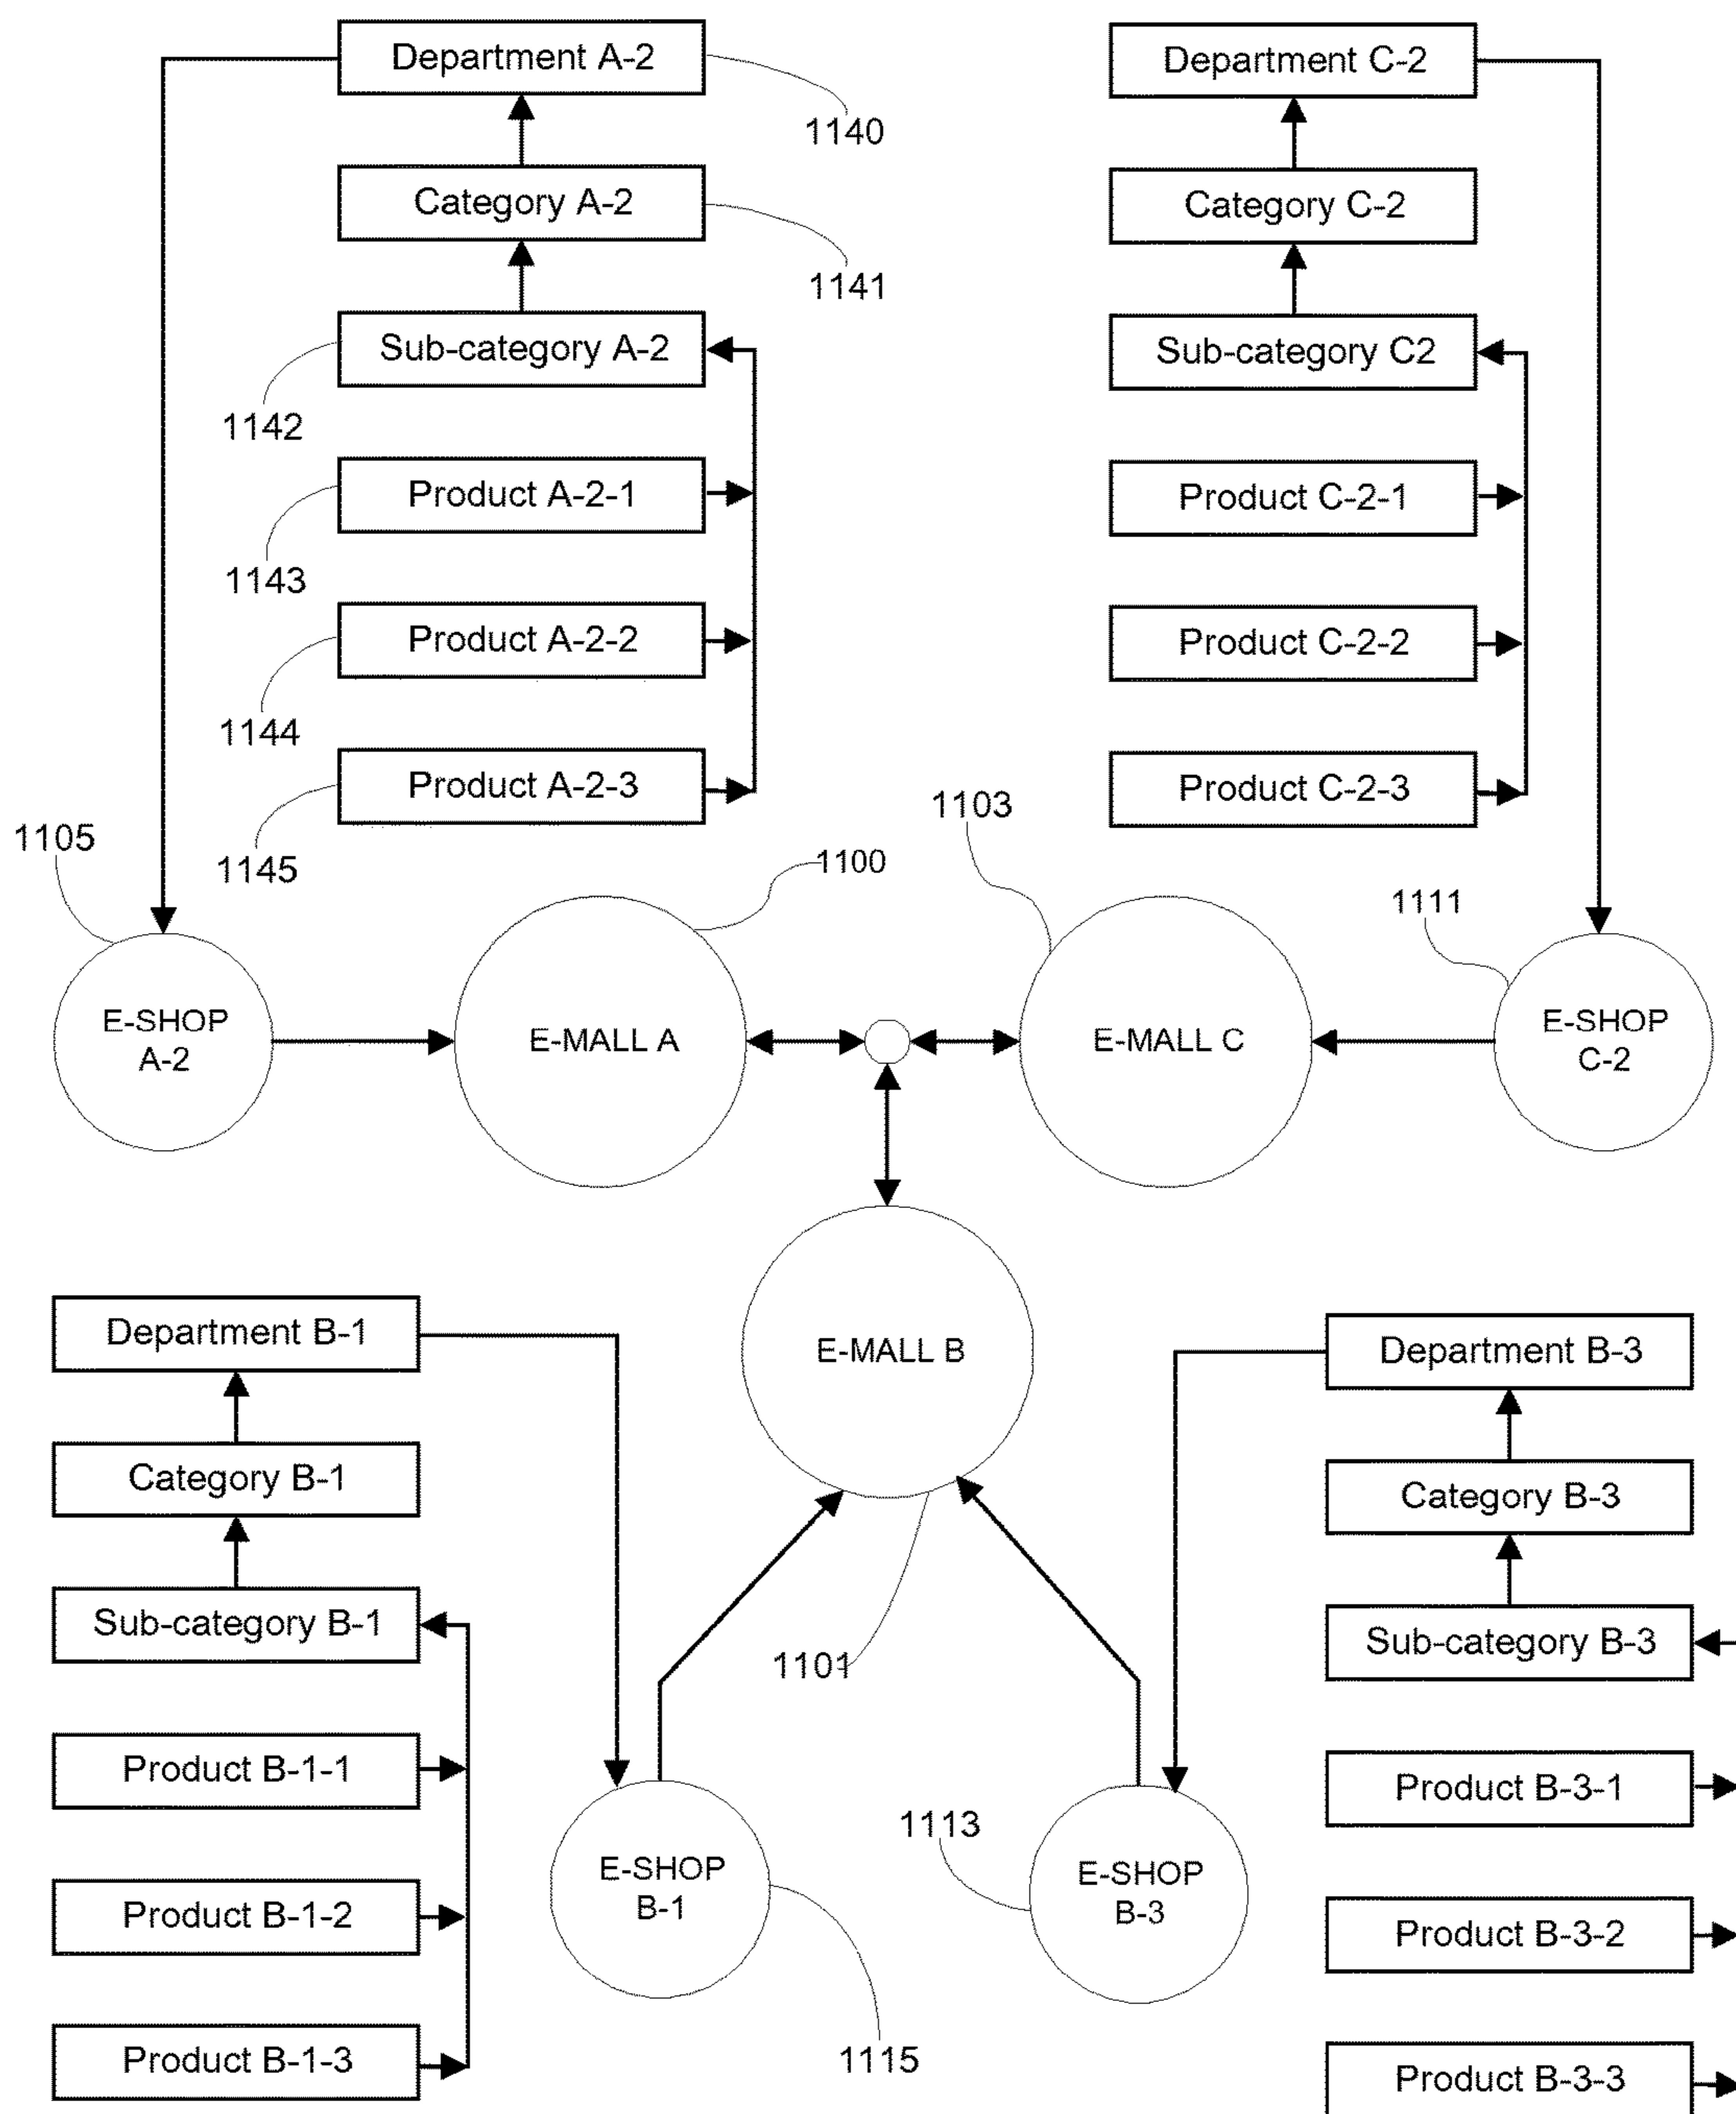 Department A-2
1140
Category A-2
1141
Sub-category A-2
1142
Product A-2-1
1143
Product A-2-2
1144
Product A-2-3
1145
Department C-2
Category C-2
Sub-category C2
Product C-2-1
Product C-2-2
Product C-2-3
1105
1100
1103
1111
E-SHOP
A-2
E-MALL A
E-MALL C
E-SHOP
C-2
E-MALL B
1101
Department B-1
Category B-1
Sub-category B-1
Product B-1-1
Product B-1-2
Product B-1-3
E-SHOP
B-1
1115
1113
E-SHOP
B-3
Department B-3
Category B-3
Sub-category B-3
Product B-3-1
Product B-3-2
Product B-3-3